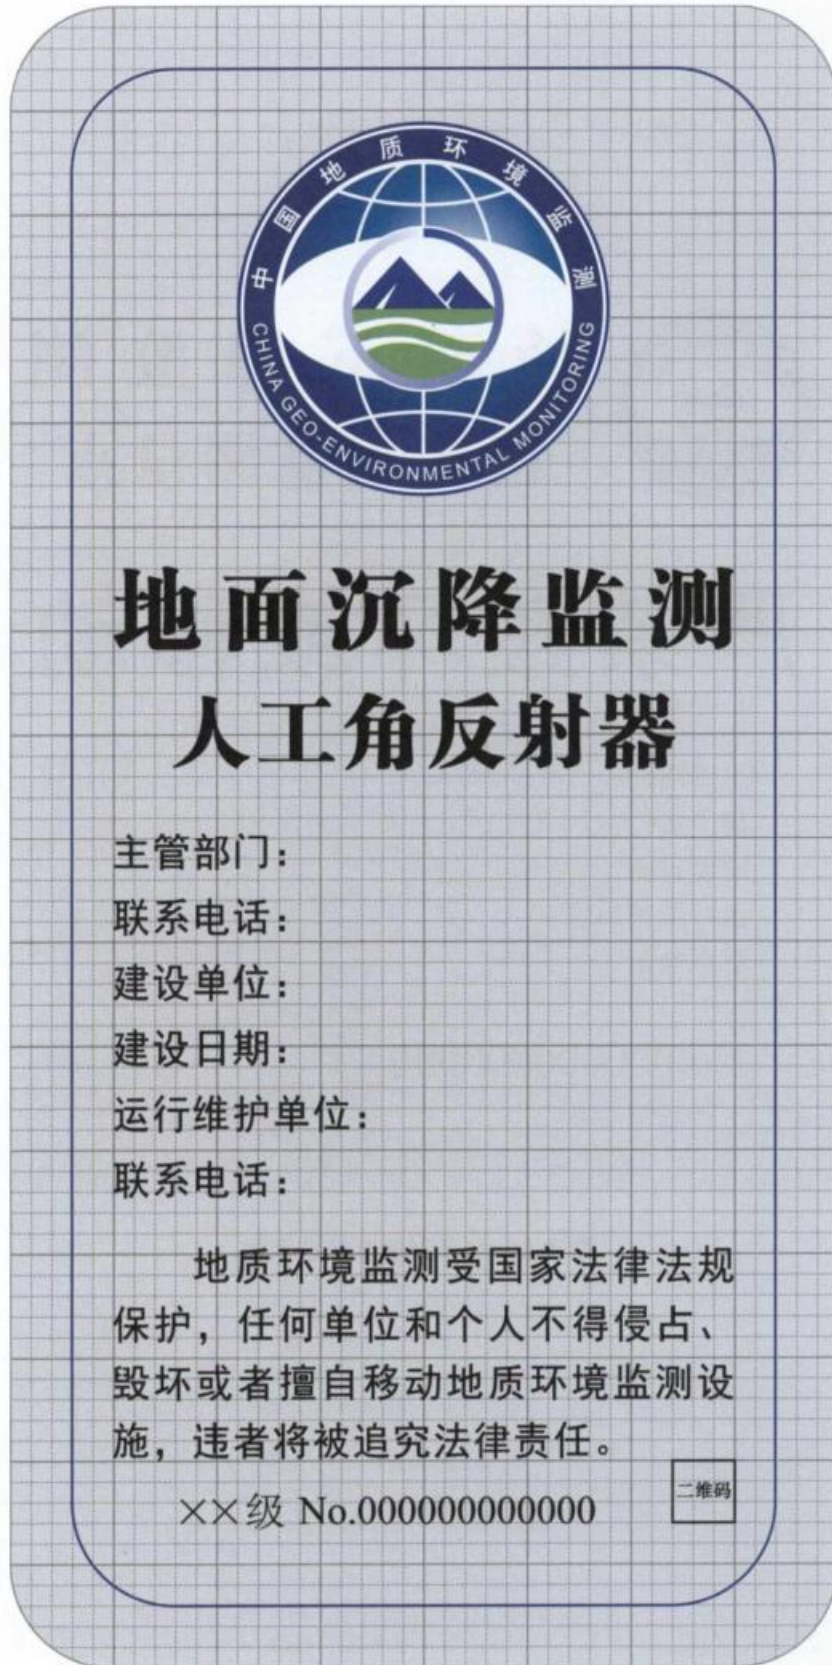 中国地质环境监测
CHINA GEO-ENVIRONMENTAL MONITORING
地面沉降监测
人工角反射器
主管部门：
联系电话：
建设单位：
建设日期：
运行维护单位：
联系电话：
地质环境监测受国家法律法规
保护，任何单位和个人不得侵占、
毁坏或者擅自移动地质环境监测设
施，违者将被追究法律责任。
××级 No.000000000000
二维码